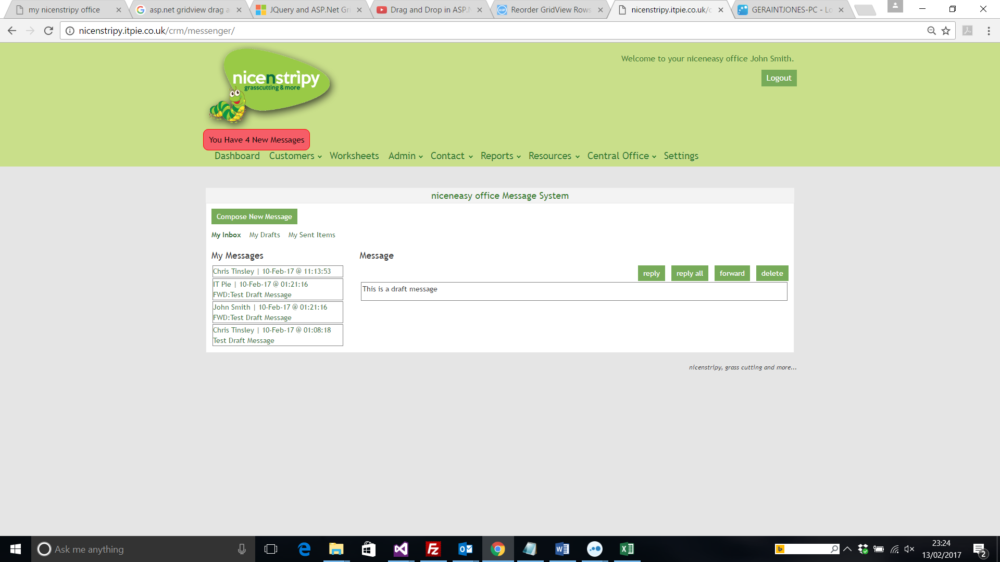 my nicenstripy office
asp.net gridview drag a
JQuery and ASP.Net Gri
Drag and Drop in ASP.N
Reorder GridView Rows
nicenstripy.itpie.co.uk/c
GERAINTJONES-PC - Lo
nicenstripy.itpie.co.uk/crm/messenger/
nicenstripy
grasscutting & more
Welcome to your niceneasy office John Smith.
Logout
You Have 4 New Messages
Dashboard Customers Worksheets Admin Contact Reports Resources Central Office Settings
niceneasy office Message System
Compose New Message
My Inbox My Drafts My Sent Items
My Messages
Chris Tinsley | 10-Feb-17 @ 11:13:53
IT Pie | 10-Feb-17 @ 01:21:16
FWD:Test Draft Message
John Smith | 10-Feb-17 @ 01:21:16
FWD:Test Draft Message
Chris Tinsley | 10-Feb-17 @ 01:08:18
Test Draft Message
Message
reply reply all forward delete
This is a draft message
nicenstripy, grass cutting and more...
Ask me anything
23:24
13/02/2017
2